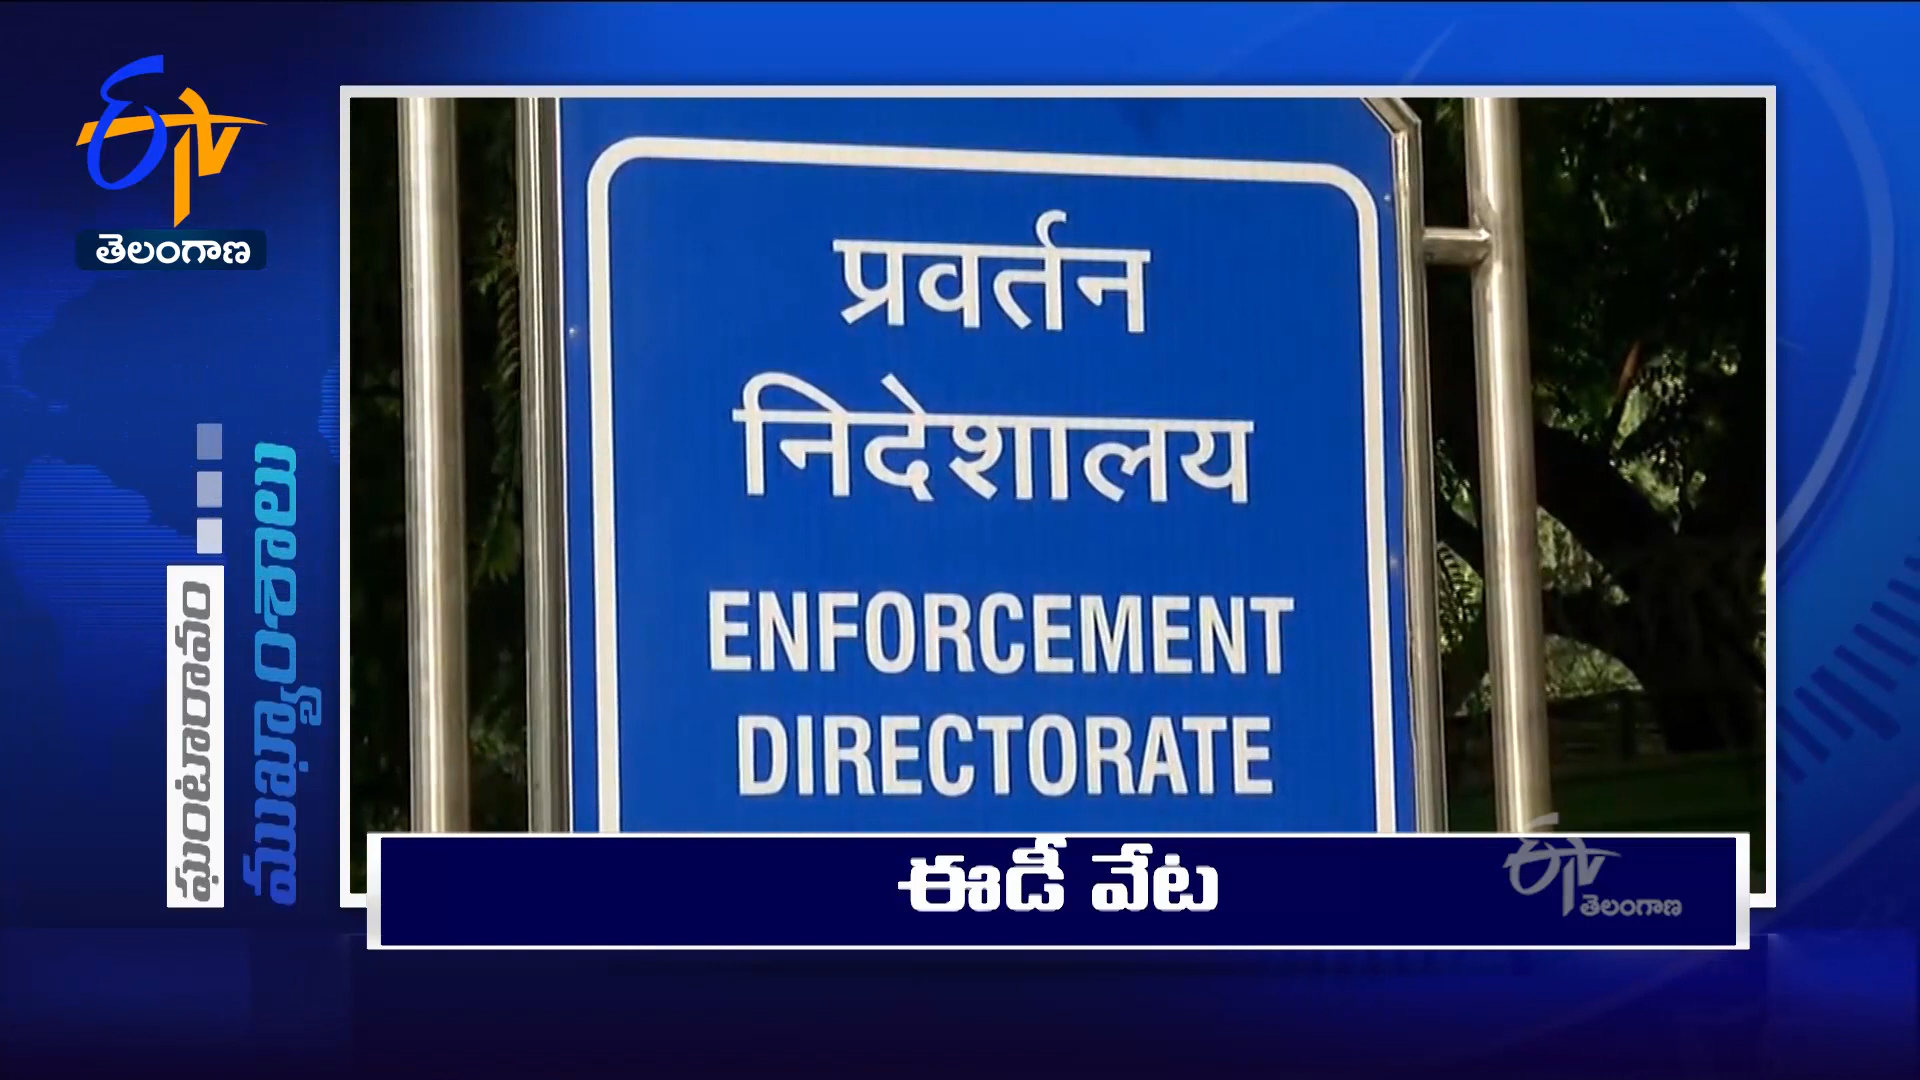 ETV
తెలంగాణ
ఘంటారావం...
ముఖ్యాంశాలు
प्रवर्तन
निदेशालय
ENFORCEMENT
DIRECTORATE
ఈడీ వేట
ETV
తెలంగాణ